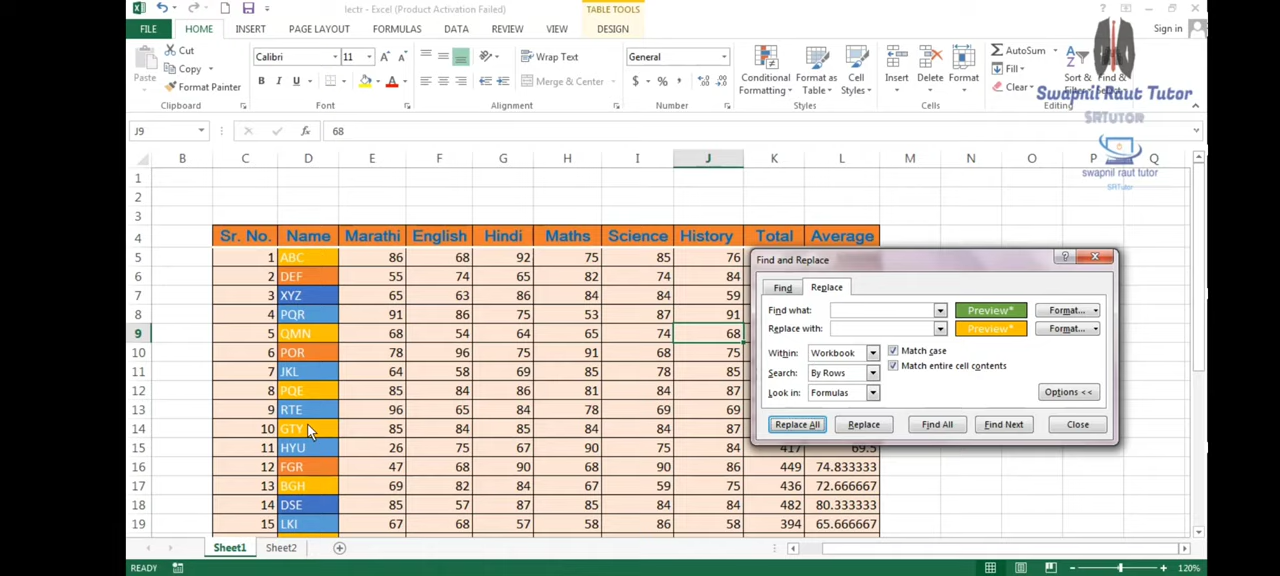 lectr - Excel (Product Activation Failed)
TABLE TOOLS
FILE HOME INSERT PAGE LAYOUT FORMULAS DATA REVIEW VIEW DESIGN Sign in
Paste Cut Copy Format Painter
Calibri 11
B I U
Wrap Text
Merge & Center
General
$ % ,
Conditional Formatting Format as Table Cell Styles
Insert Delete Format
AutoSum Fill Clear
Sort & Find &
Clipboard Font Alignment Number Styles Cells Editing
Swapnil Raut Tutor
SRTUTOR
swapnil raut tutor
SRTutor
J9 fx 68
B C D E F G H I J K L M N O P Q
1
2
3
4 Sr. No. Name Marathi English Hindi Maths Science History Total Average
5 1 ABC 86 68 92 75 85 76
6 2 DEF 55 74 65 82 74 84
7 3 XYZ 65 63 86 84 84 59
8 4 PQR 91 86 75 53 87 91
9 5 QMN 68 54 64 65 74 68
10 6 POR 78 96 75 91 68 75
11 7 JKL 64 58 69 85 78 85
12 8 PQE 85 84 86 81 84 87
13 9 RTE 96 65 84 78 69 69
14 10 GTY 85 84 85 84 84 87
15 11 HYU 26 75 67 90 75 84 417 69.5
16 12 FGR 47 68 90 68 90 86 449 74.833333
17 13 BGH 69 82 84 67 59 75 436 72.666667
18 14 DSE 85 57 87 85 84 84 482 80.333333
19 15 LKI 67 68 57 58 86 58 394 65.666667
Find and Replace
Find Replace
Find what: Preview* Format...
Replace with: Preview* Format...
Within: Workbook Match case
Search: By Rows Match entire cell contents
Look in: Formulas Options <<
Replace All Replace Find All Find Next Close
Sheet1 Sheet2
READY 120%